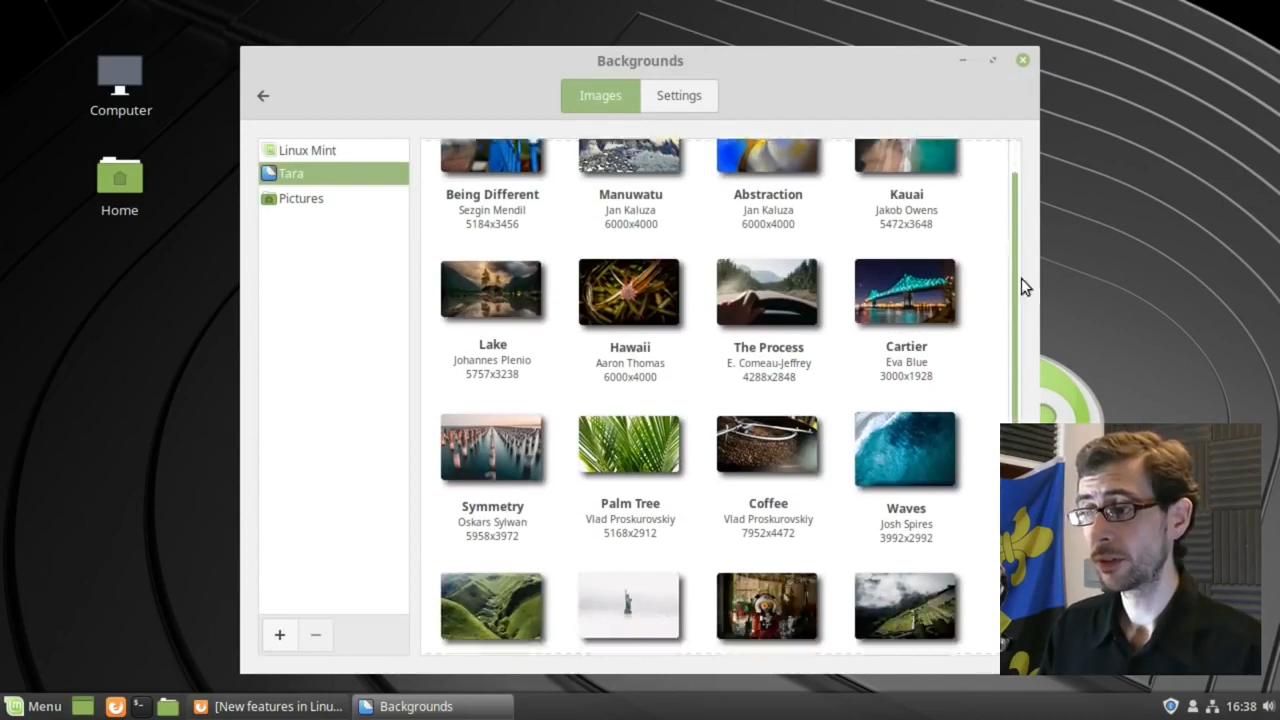 Backgrounds
Images
Settings
Computer
Home
Linux Mint
Tara
Pictures
Being Different
Sezgin Mendil
5184x3456
Manuwatu
Jan Kaluza
6000x4000
Abstraction
Jan Kaluza
6000x4000
Kauai
Jakob Owens
5472x3648
Lake
Johannes Plenio
5757x3238
Hawaii
Aaron Thomas
6000x4000
The Process
E. Comeau-Jeffrey
4288x2848
Cartier
Eva Blue
3000x1928
Symmetry
Oskars Sylwan
5958x3972
Palm Tree
Vlad Proskurovskiy
5168x2912
Coffee
Vlad Proskurovskiy
7952x4472
Waves
Josh Spires
3992x2992
Menu
[New features in Linu...
Backgrounds
16:38